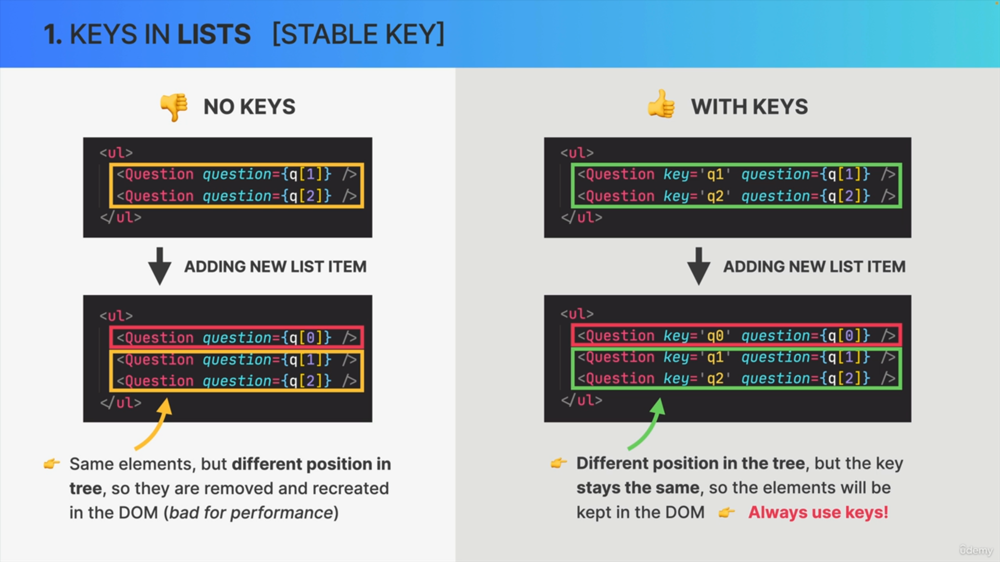 1. KEYS IN LISTS [STABLE KEY]
👎 NO KEYS
<ul>
<Question question={q[1]} />
<Question question={q[2]} />
</ul>
ADDING NEW LIST ITEM
<ul>
<Question question={q[0]} />
<Question question={q[1]} />
<Question question={q[2]} />
</ul>
👉 Same elements, but different position in
tree, so they are removed and recreated
in the DOM (bad for performance)
👍 WITH KEYS
<ul>
<Question key='q1' question={q[1]} />
<Question key='q2' question={q[2]} />
</ul>
ADDING NEW LIST ITEM
<ul>
<Question key='q0' question={q[0]} />
<Question key='q1' question={q[1]} />
<Question key='q2' question={q[2]} />
</ul>
👉 Different position in the tree, but the key
stays the same, so the elements will be
kept in the DOM 👉 Always use keys!
ûdemy